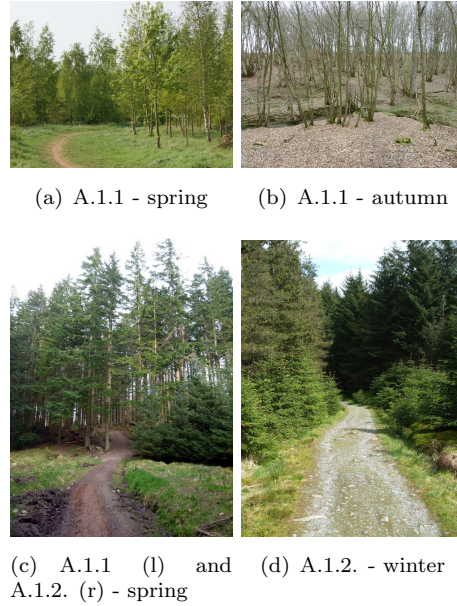 (a) A.1.1 - spring
(b) A.1.1 - autumn
(c) A.1.1 (l) and
A.1.2. (r) - spring
(d) A.1.2. - winter